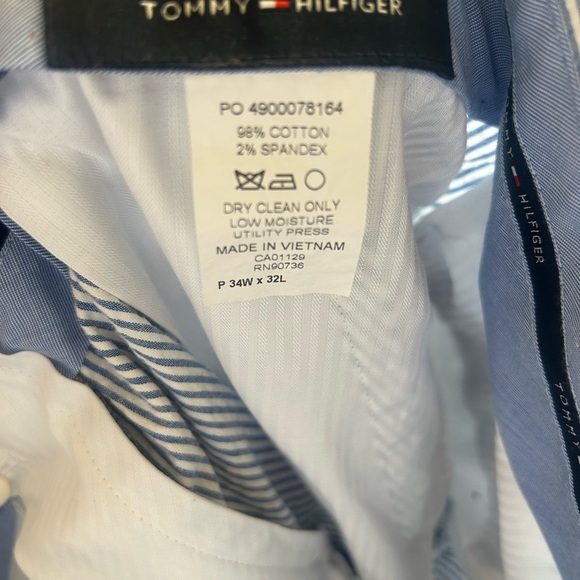 TOMMY HILFIGER
PO 4900078164
98% COTTON
2% SPANDEX
DRY CLEAN ONLY
LOW MOISTURE
UTILITY PRESS
MADE IN VIETNAM
CA01129
RN90736
P 34W x 32L
TOMMY HILFIGER
TOMMY